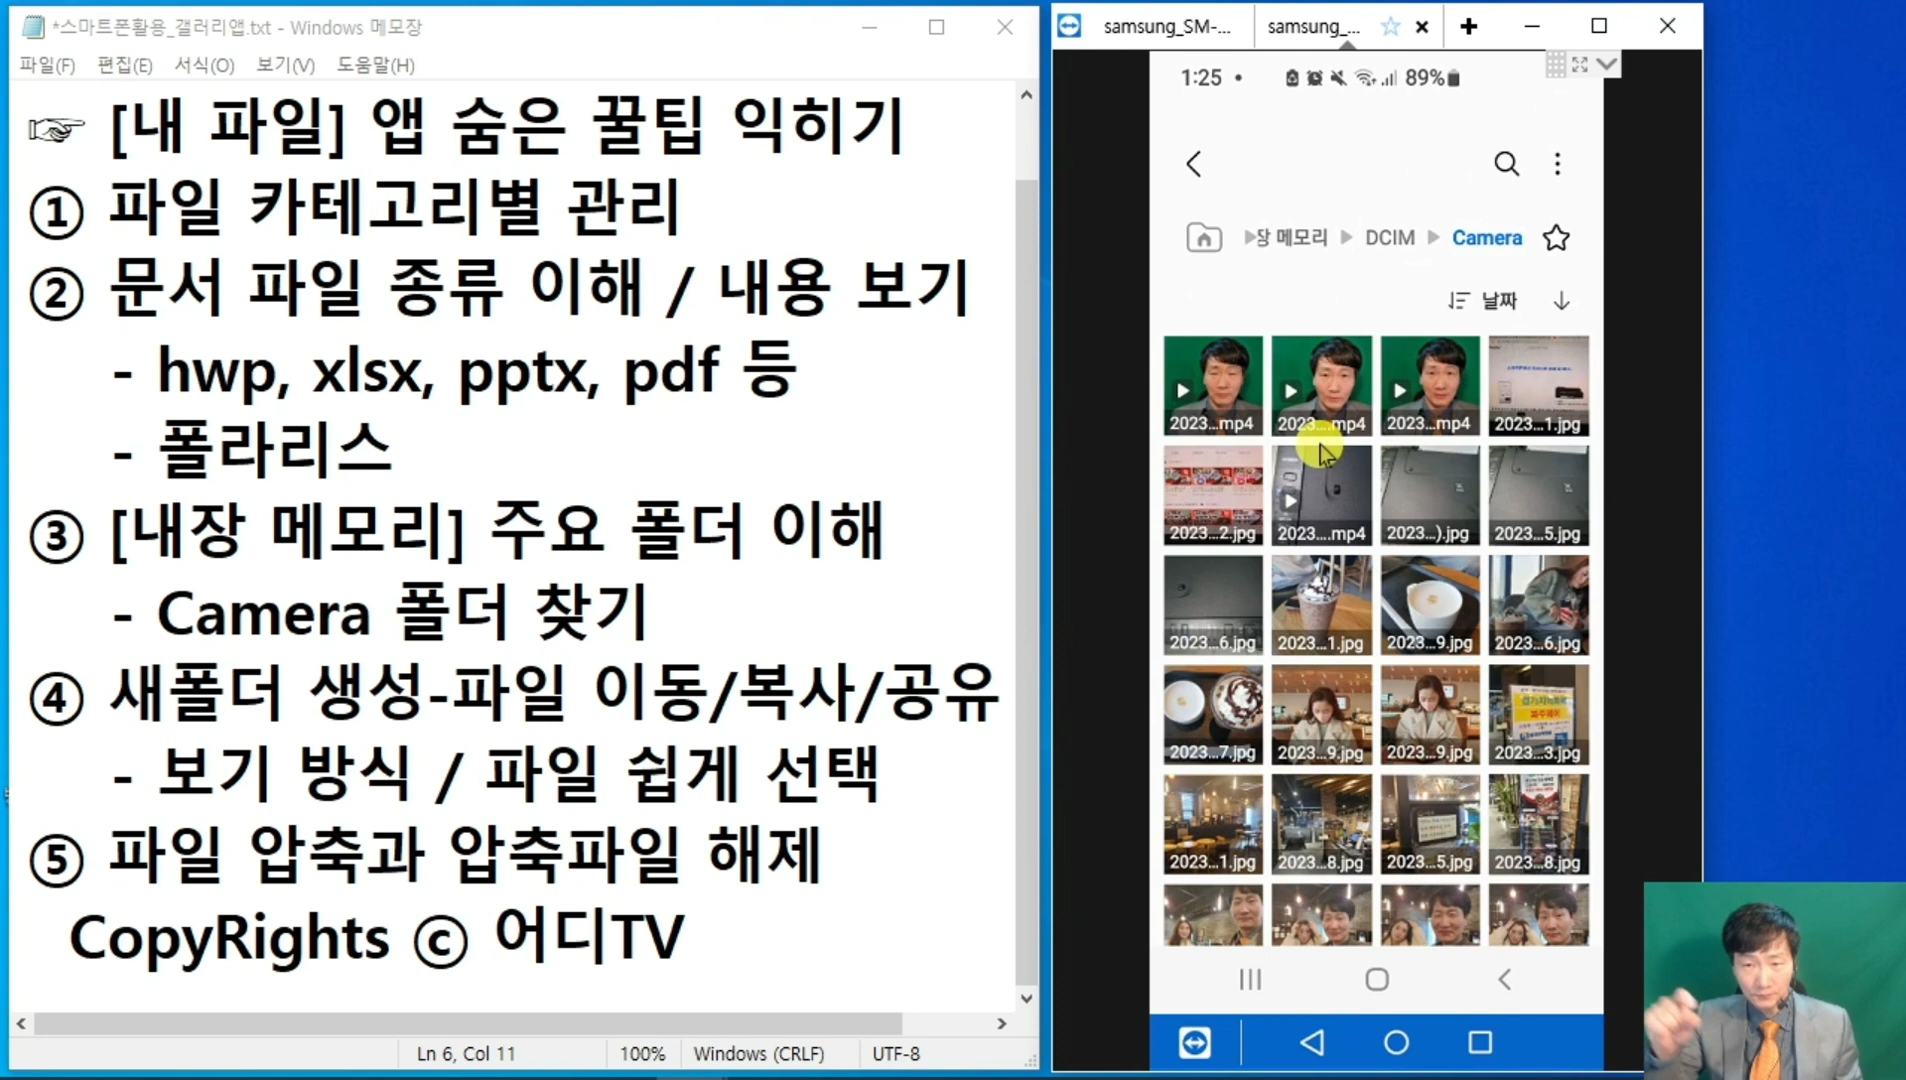 *스마트폰활용_갤러리앱.txt - Windows 메모장
파일(F) 편집(E) 서식(O) 보기(V) 도움말(H)
☞ [내 파일] 앱 숨은 꿀팁 익히기
① 파일 카테고리별 관리
② 문서 파일 종류 이해 / 내용 보기
- hwp, xlsx, pptx, pdf 등
- 폴라리스
③ [내장 메모리] 주요 폴더 이해
- Camera 폴더 찾기
④ 새폴더 생성-파일 이동/복사/공유
- 보기 방식 / 파일 쉽게 선택
⑤ 파일 압축과 압축파일 해제
CopyRights ⓒ 어디TV
Ln 6, Col 11 100% Windows (CRLF) UTF-8
samsung_SM-... samsung_...
1:25 89%
장 메모리 DCIM Camera
날짜
2023...mp4 2023....mp4 2023...mp4 2023...1.jpg
2023...2.jpg 2023....mp4 2023...).jpg 2023...5.jpg
2023...6.jpg 2023...1.jpg 2023...9.jpg 2023...6.jpg
2023...7.jpg 2023...9.jpg 2023...9.jpg 2023...3.jpg
2023...1.jpg 2023...8.jpg 2023...5.jpg 2023...8.jpg